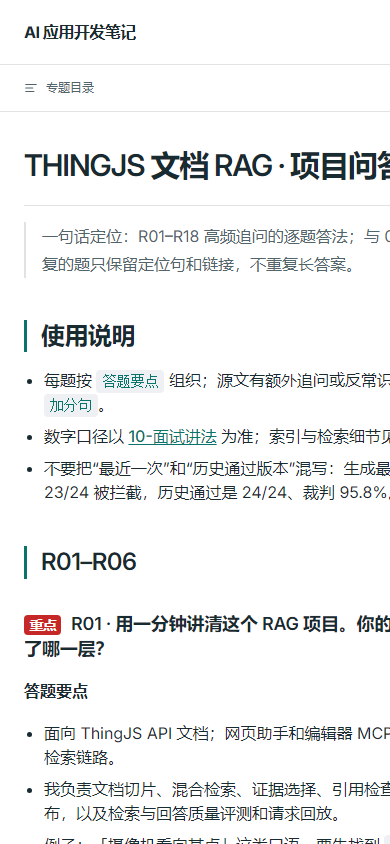 AI 应用开发笔记
专题目录
THINGJS 文档 RAG · 项目问答
一句话定位：R01–R18 高频追问的逐题答法；与
复的题只保留定位句和链接，不重复长答案。
使用说明
每题按 答题要点 组织；源文有额外追问或反常识
加分句 。
数字口径以 10-面试讲法 为准；索引与检索细节见
不要把“最近一次”和“历史通过版本”混写：生成最
23/24 被拦截，历史通过是 24/24、裁判 95.8%
R01–R06
重点 R01 · 用一分钟讲清这个 RAG 项目。你的
了哪一层？
答题要点
面向 ThingJS API 文档；网页助手和编辑器 MCP
检索链路。
我负责文档切片、混合检索、证据选择、引用检查
布，以及检索与回答质量评测和请求回放。